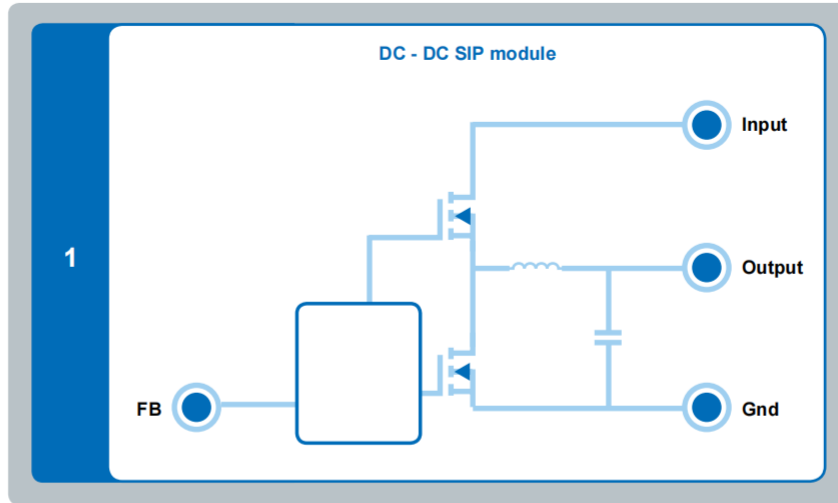 DC - DC SIP module
1
Input
Output
FB
Gnd